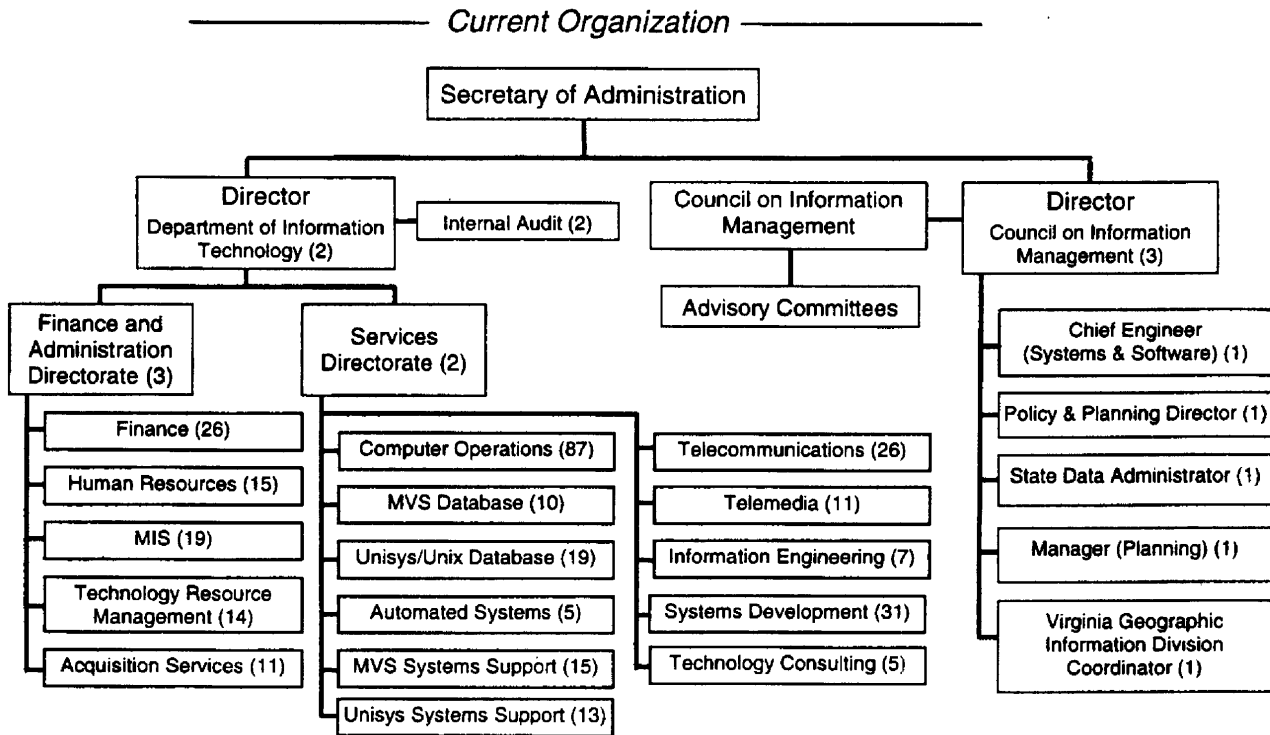 Current Organization
Secretary of Administration
Director
Department of Information
Technology (2)
Internal Audit (2)
Council on Information
Management
Director
Council on Information
Management (3)
Advisory Committees
Finance and
Administration
Directorate (3)
Services
Directorate (2)
Finance (26)
Human Resources (15)
MIS (19)
Technology Resource
Management (14)
Acquisition Services (11)
Computer Operations (87)
MVS Database (10)
Unisys/Unix Database (19)
Automated Systems (5)
MVS Systems Support (15)
Unisys Systems Support (13)
Telecommunications (26)
Telemedia (11)
Information Engineering (7)
Systems Development (31)
Technology Consulting (5)
Chief Engineer
(Systems & Software) (1)
Policy & Planning Director (1)
State Data Administrator (1)
Manager (Planning) (1)
Virginia Geographic
Information Division
Coordinator (1)